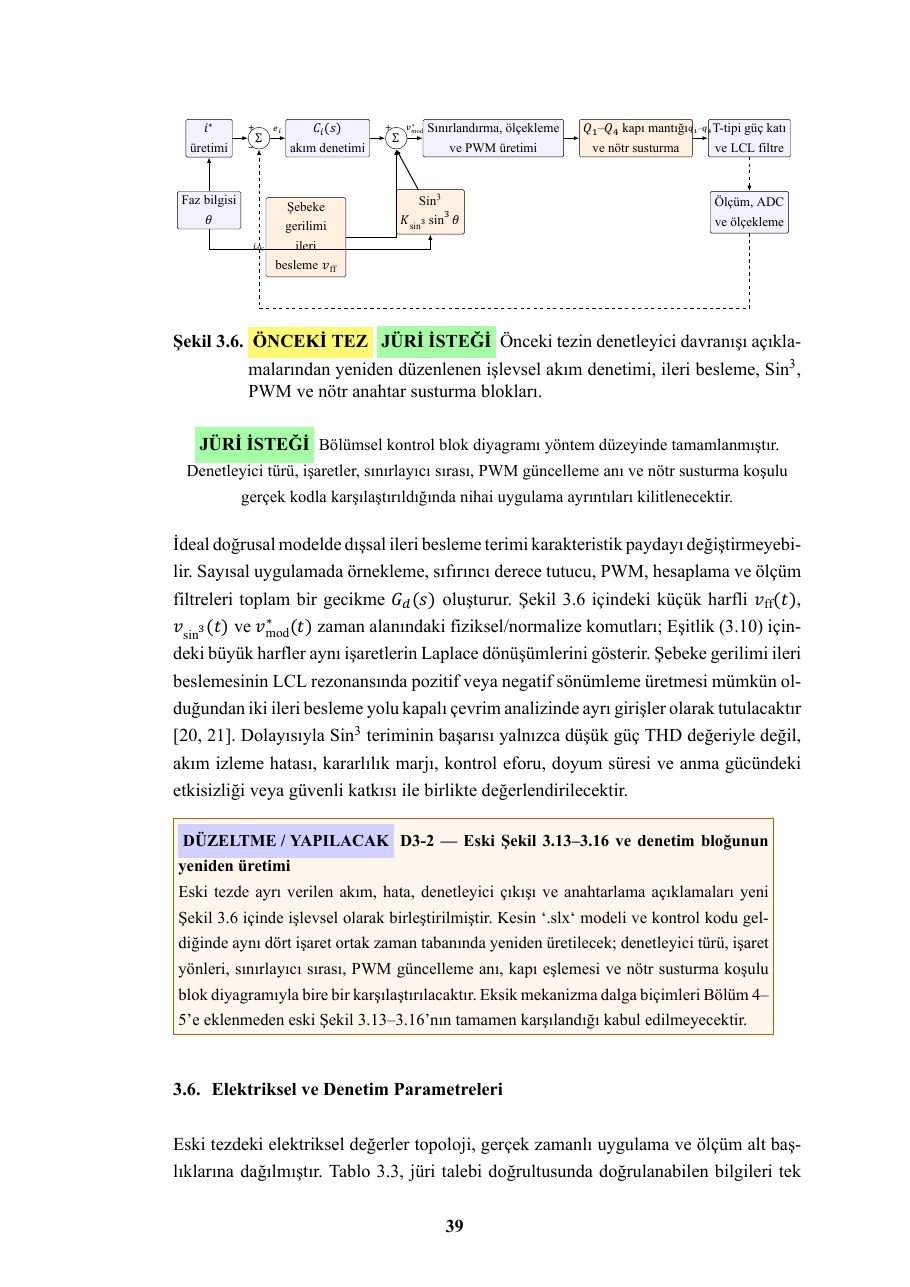 i* üretimi
+
−
Σ
e_i
C_i(s)
akım denetimi
+
Σ
v*_mod
Sınırlandırma, ölçekleme
ve PWM üretimi
Q₁–Q₄ kapı mantığı
ve nötr susturma
q₁–q₄
T-tipi güç katı
ve LCL filtre
Faz bilgisi
θ
Şebeke
gerilimi
ileri
besleme v_ff
Sin³
K_sin³ sin³ θ
Ölçüm, ADC
ve ölçekleme
Şekil 3.6. ÖNCEKİ TEZ JÜRİ İSTEĞİ Önceki tezin denetleyici davranışı açıkla-
malarından yeniden düzenlenen işlevsel akım denetimi, ileri besleme, Sin³,
PWM ve nötr anahtar susturma blokları.
JÜRİ İSTEĞİ Bölümsel kontrol blok diyagramı yöntem düzeyinde tamamlanmıştır.
Denetleyici türü, işaretler, sınırlayıcı sırası, PWM güncelleme anı ve nötr susturma koşulu
gerçek kodla karşılaştırıldığında nihai uygulama ayrıntıları kilitlenecektir.
İdeal doğrusal modelde dışsal ileri besleme terimi karakteristik paydayı değiştirmeyebi-
lir. Sayısal uygulamada örnekleme, sıfırıncı derece tutucu, PWM, hesaplama ve ölçüm
filtreleri toplam bir gecikme G_d(s) oluşturur. Şekil 3.6 içindeki küçük harfli v_ff(t),
v_sin³(t) ve v*_mod(t) zaman alanındaki fiziksel/normalize komutları; Eşitlik (3.10) için-
deki büyük harfler aynı işaretlerin Laplace dönüşümlerini gösterir. Şebeke gerilimi ileri
beslemesinin LCL rezonansında pozitif veya negatif sönümleme üretmesi mümkün ol-
duğundan iki ileri besleme yolu kapalı çevrim analizinde ayrı girişler olarak tutulacaktır
[20, 21]. Dolayısıyla Sin³ teriminin başarısı yalnızca düşük güç THD değeriyle değil,
akım izleme hatası, kararlılık marjı, kontrol eforu, doyum süresi ve anma gücündeki
etkisizliği veya güvenli katkısı ile birlikte değerlendirilecektir.
DÜZELTME / YAPILACAK D3-2 — Eski Şekil 3.13–3.16 ve denetim bloğunun
yeniden üretimi
Eski tezde ayrı verilen akım, hata, denetleyici çıkışı ve anahtarlama açıklamaları yeni
Şekil 3.6 içinde işlevsel olarak birleştirilmiştir. Kesin ‘.slx‘ modeli ve kontrol kodu gel-
diğinde aynı dört işaret ortak zaman tabanında yeniden üretilecek; denetleyici türü, işaret
yönleri, sınırlayıcı sırası, PWM güncelleme anı, kapı eşlemesi ve nötr susturma koşulu
blok diyagramıyla bire bir karşılaştırılacaktır. Eksik mekanizma dalga biçimleri Bölüm 4–
5’e eklenmeden eski Şekil 3.13–3.16’nın tamamen karşılandığı kabul edilmeyecektir.
3.6. Elektriksel ve Denetim Parametreleri
Eski tezdeki elektriksel değerler topoloji, gerçek zamanlı uygulama ve ölçüm alt baş-
lıklarına dağılmıştır. Tablo 3.3, jüri talebi doğrultusunda doğrulanabilen bilgileri tek
39